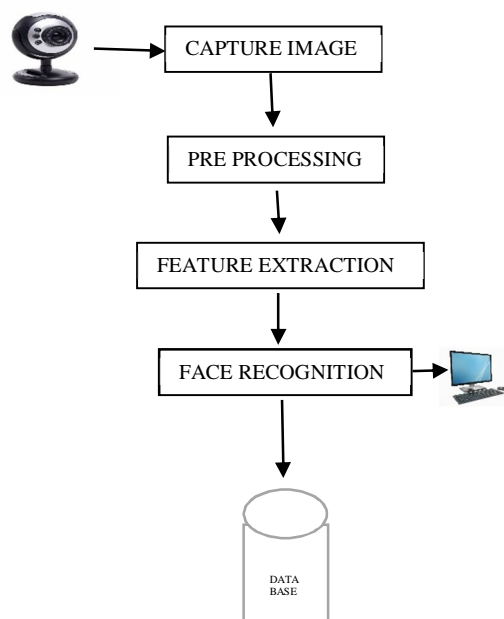 CAPTURE IMAGE
PRE PROCESSING
FEATURE EXTRACTION
FACE RECOGNITION
DATA
BASE